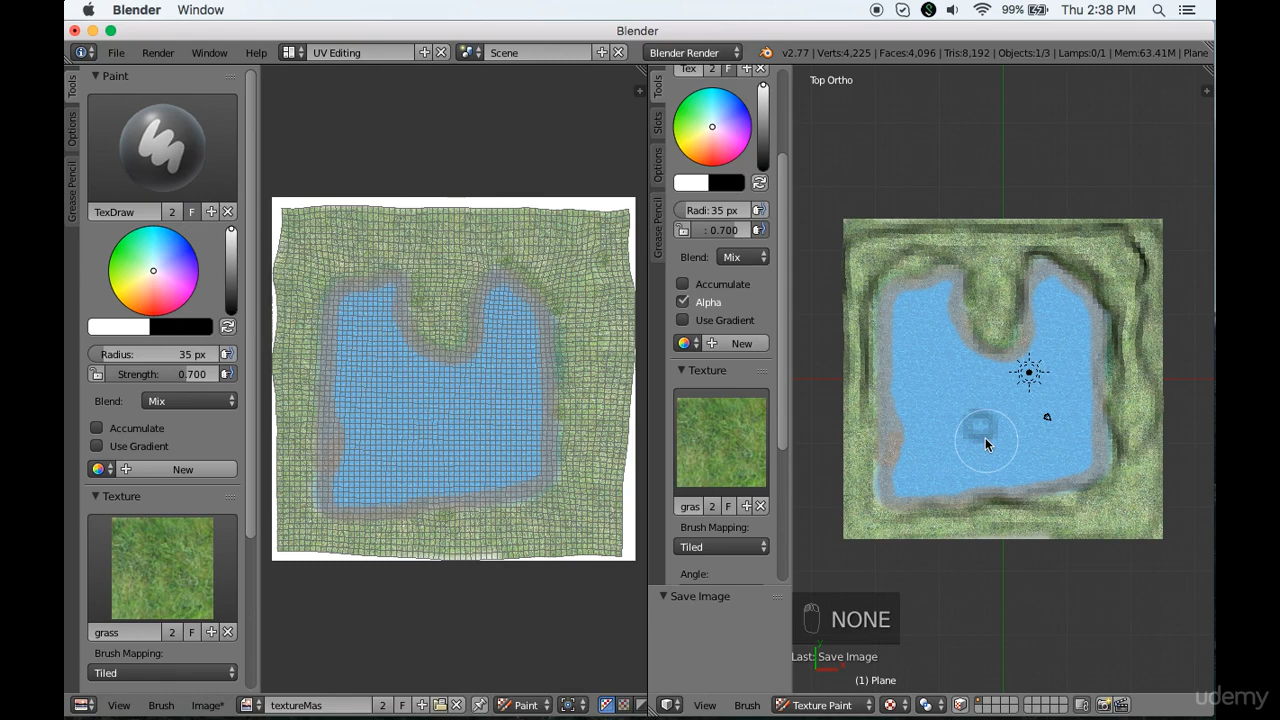 Blender Window 99% Thu 2:38 PM
Blender
File Render Window Help UV Editing Scene Blender Render v2.77 | Verts:4,225 | Faces:4,096 | Tris:8,192 | Objects:1/3 | Lamps:0/1 | Mem:63.41M | Plane
Tools
Options
Grease Pencil
Paint
TexDraw 2 F
Radius: 35 px
Strength: 0.700
Blend: Mix
Accumulate
Use Gradient
New
Texture
grass 2 F
Brush Mapping:
Tiled
View Brush Image* textureMas 2 F Paint
Tools
Slots
Options
Grease Pencil
Tex 2 F
Radi: 35 px
: 0.700
Blend: Mix
Accumulate
Alpha
Use Gradient
New
Texture
gras 2 F
Brush Mapping:
Tiled
Angle:
Save Image
Top Ortho
NONE
Last: Save Image
y
x
(1) Plane
View Brush Texture Paint
udemy